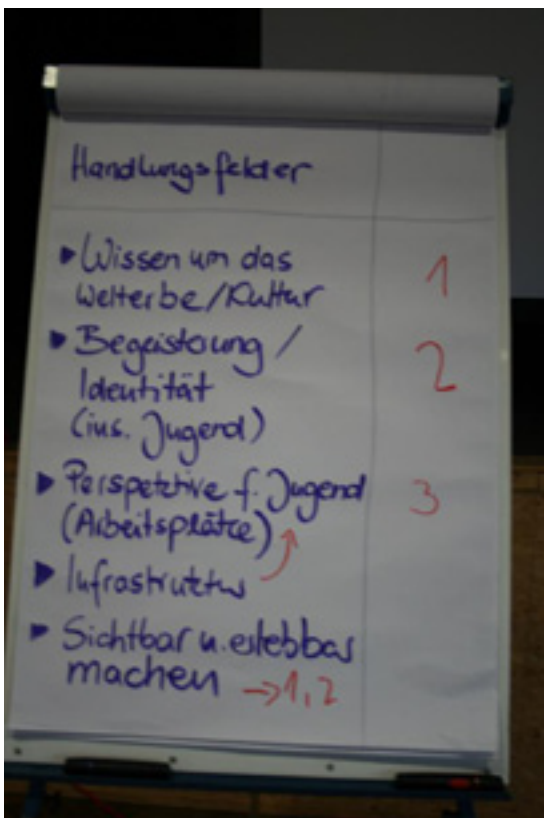 Handlungsfelder
▶ Wissen um das 1
Welterbe/Kultur
▶ Begeisterung / 2
Identität
(ins. Jugend)
▶ Perspektive f. Jugend 3
(Arbeitsplätze)
▶ Infrastruktur
▶ Sichtbar u. erlebbar
machen → 1, 2